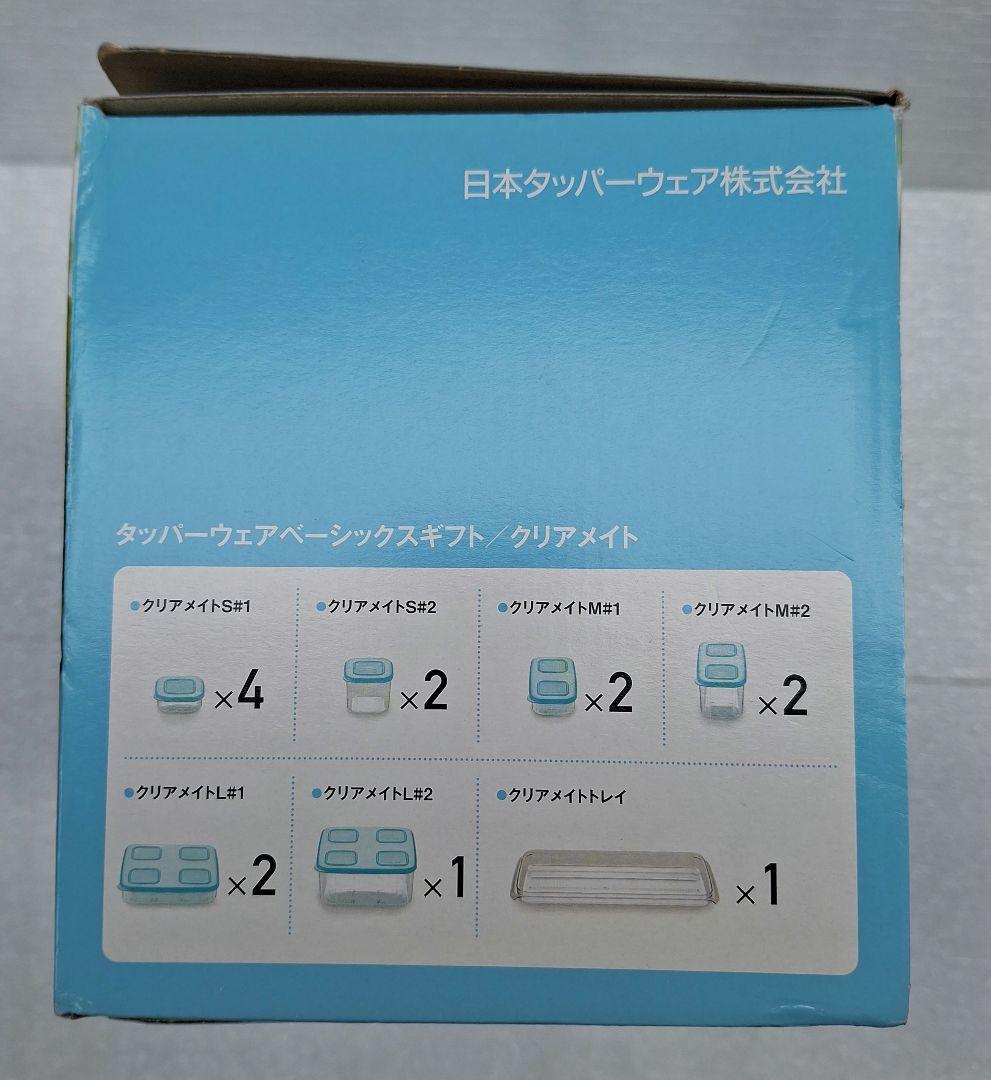 日本タッパーウェア株式会社
タッパーウェアベーシックスギフト/クリアメイト
●クリアメイトS#1
×4
●クリアメイトS#2
×2
●クリアメイトM#1
×2
●クリアメイトM#2
×2
●クリアメイトL#1
×2
●クリアメイトL#2
×1
●クリアメイトトレイ
×1